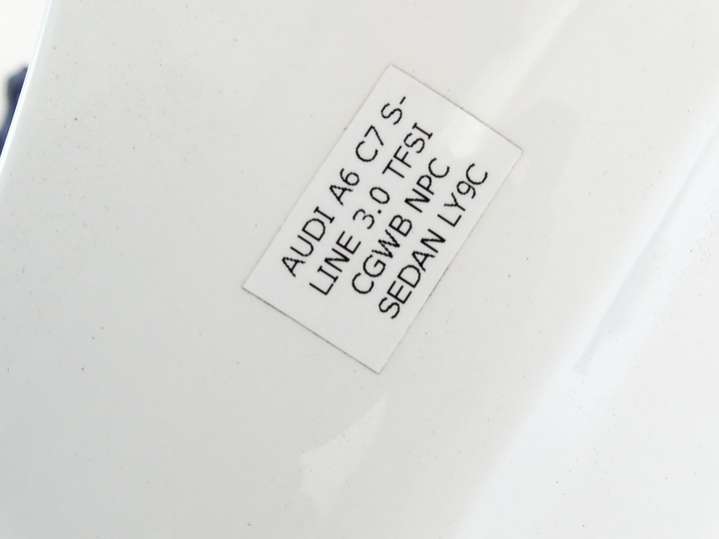 AUDI A6 C7 S-
LINE 3.0 TFSI
CGWB NPC
SEDAN LY9C